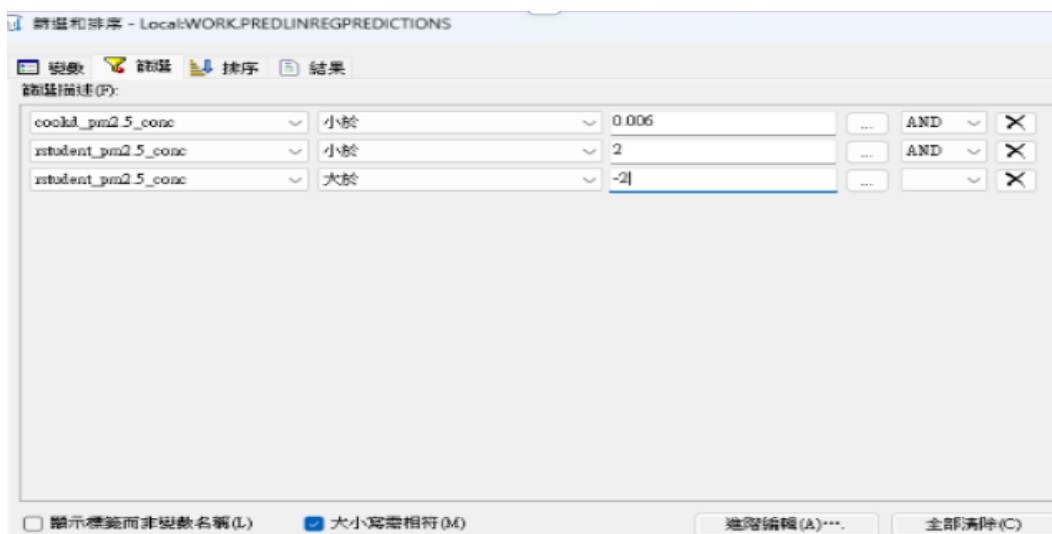 篩選和排序 - Local:WORK.PREDLINREGPREDICTIONS
變數 篩選 排序 結果
篩選描述(F):
cookd_pm2.5_conc 小於 0.006 ... AND
rstudent_pm2.5_conc 小於 2 ... AND
rstudent_pm2.5_conc 大於 -2 ...
顯示標籤而非變數名稱(L) 大小寫需相符(M) 進階編輯(A)…. 全部清除(C)